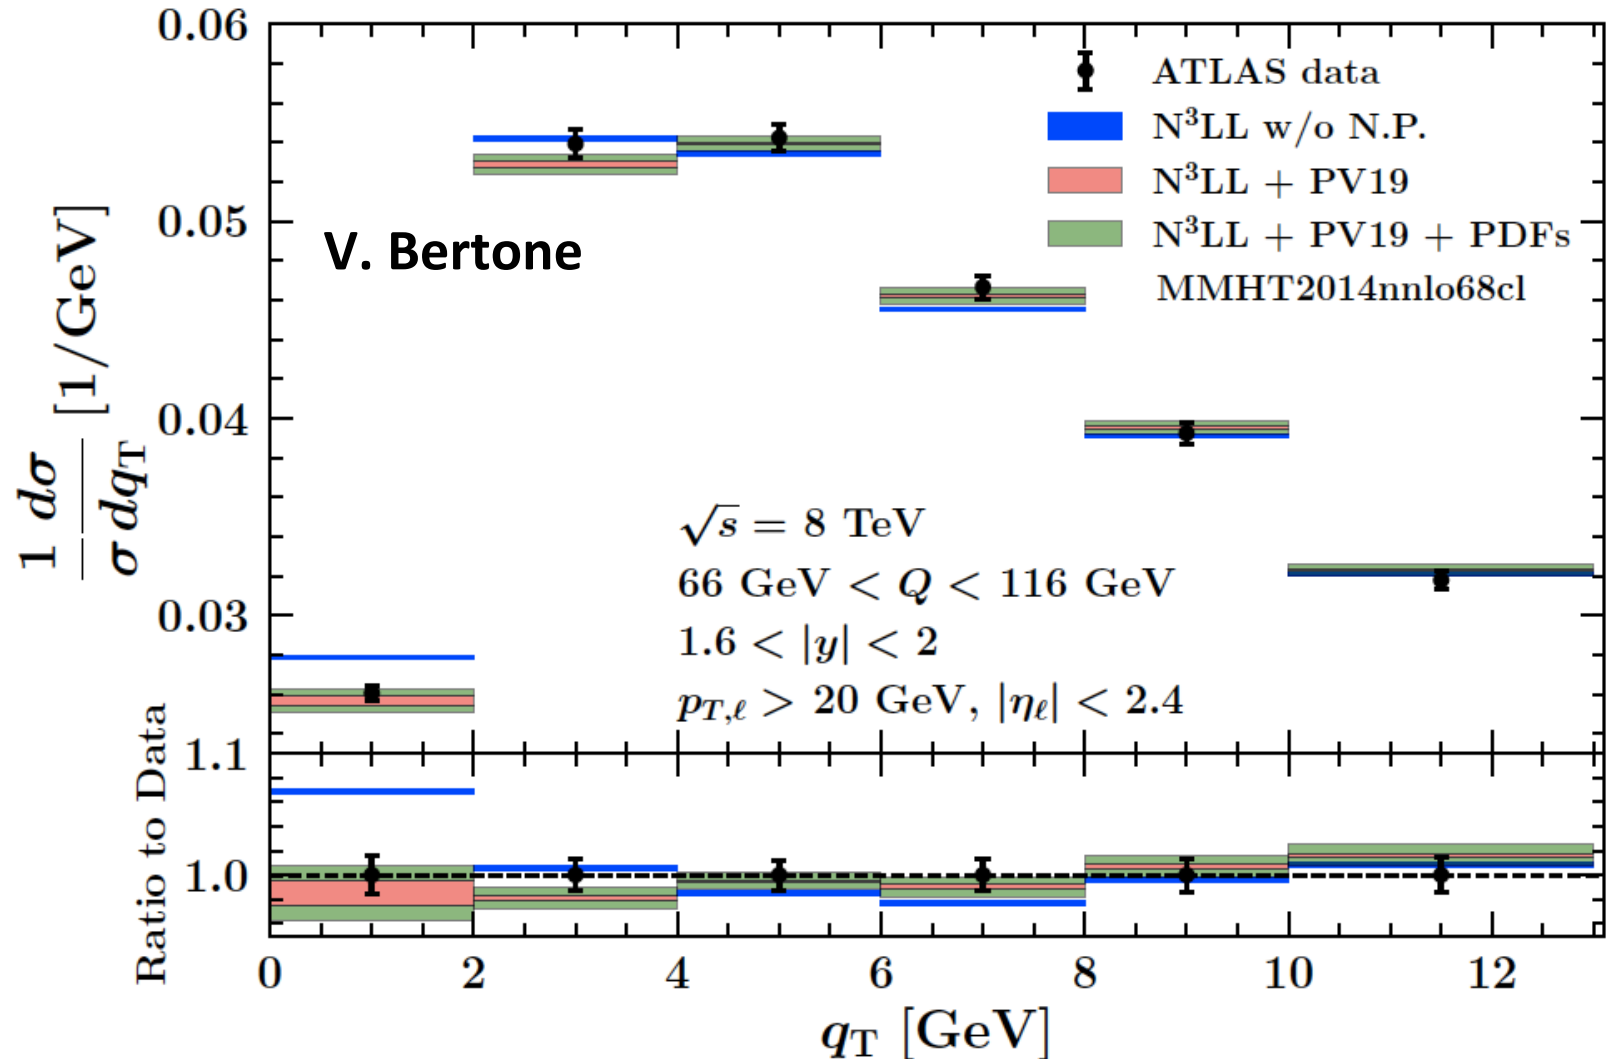 0.06
0.05
0.04
0.03
1/σ dσ/dq_T [1/GeV]
ATLAS data
N³LL w/o N.P.
N³LL + PV19
N³LL + PV19 + PDFs
MMHT2014nnlo68cl
V. Bertone
√s = 8 TeV
66 GeV < Q < 116 GeV
1.6 < |y| < 2
p_{T,ℓ} > 20 GeV, |η_ℓ| < 2.4
1.1
1.0
Ratio to Data
0 2 4 6 8 10 12
q_T [GeV]